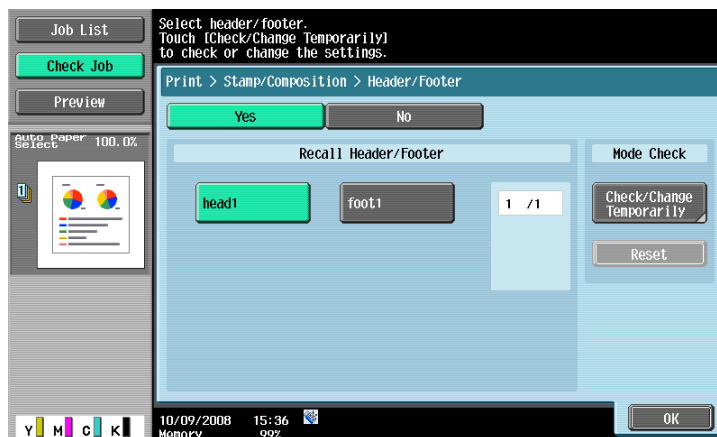 Job List
Check Job
Preview
Auto Paper
Select 100.0%
1
Select header/footer.
Touch [Check/Change Temporarily]
to check or change the settings.
Print > Stamp/Composition > Header/Footer
Yes No
Recall Header/Footer
head1 foot1
1 /1
Mode Check
Check/Change
Temporarily
Reset
OK
Y M C K
10/09/2008 15:36
Memory 99%